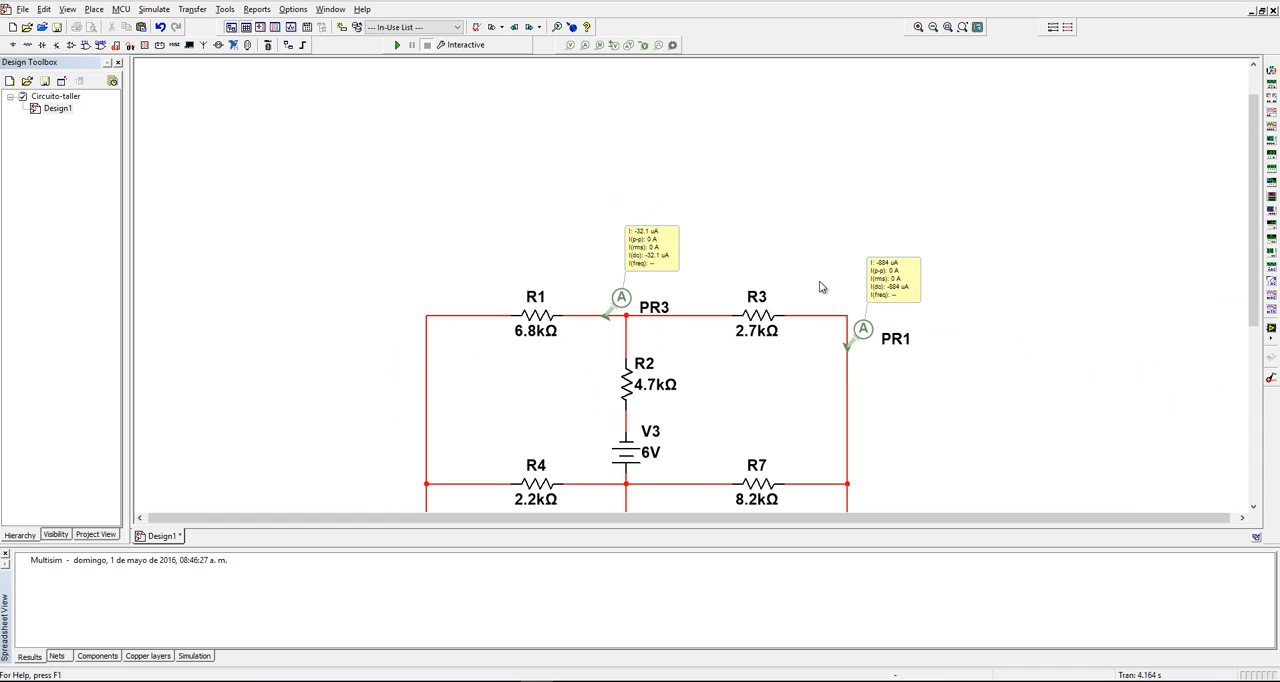 File Edit View Place MCU Simulate Transfer Tools Reports Options Window Help
--- In-Use List ---
Interactive
Design Toolbox
Circuito-taller
Design1
I: -32.1 uA
I(p-p): 0 A
I(rms): 0 A
I(dc): -32.1 uA
I(freq): --
I: -884 uA
I(p-p): 0 A
I(rms): 0 A
I(dc): -884 uA
I(freq): --
R1
A
PR3
R3
6.8kΩ
2.7kΩ
A
PR1
R2
4.7kΩ
V3
6V
R4
R7
2.2kΩ
8.2kΩ
Hierarchy Visibility Project View
Design1 *
Multisim - domingo, 1 de mayo de 2016, 08:46:27 a. m.
Spreadsheet View
Results Nets Components Copper layers Simulation
For Help, press F1
-
Tran: 4.164 s